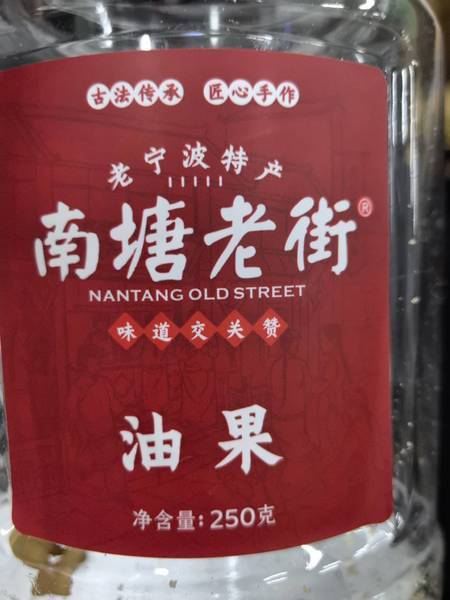 古法传承 匠心手作
老宁波特产
南塘老街®
NANTANG OLD STREET
味道交关赞
油果
净含量：250克